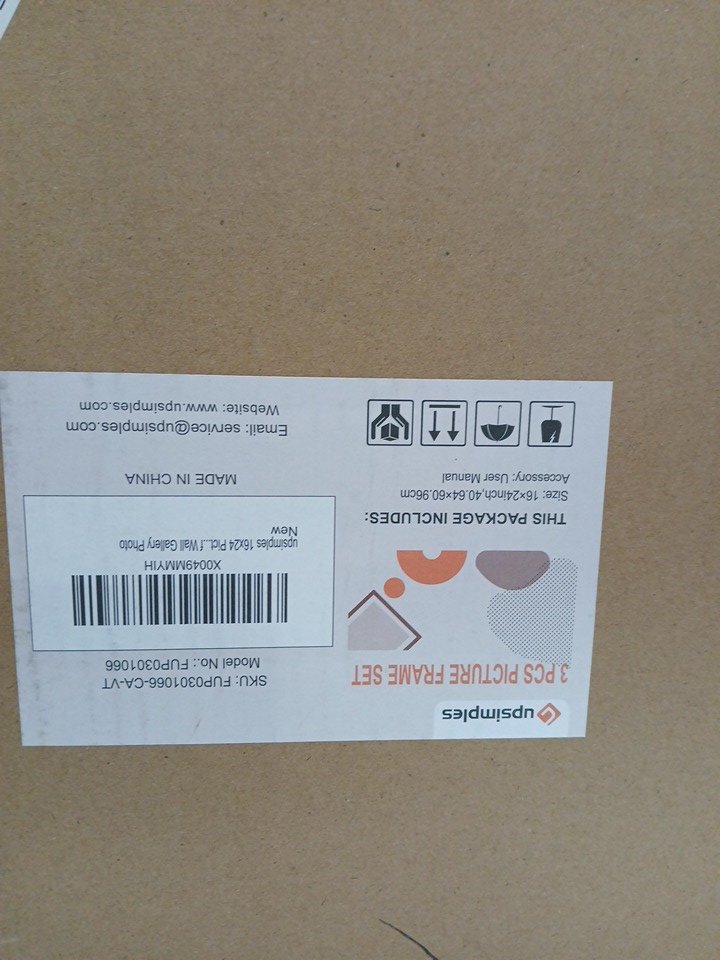 upsimples
3 PCS PICTURE FRAME SET
THIS PACKAGE INCLUDES:
Size: 16×24inch,40.64×60.96cm
Accessory: User Manual
SKU: FUP0301066-CA-VT
Model No.: FUP0301066
X0049MMYIH
upsimples 16x24 Pict...f Wall Gallery Photo
New
MADE IN CHINA
Email: service@upsimples.com
Website: www.upsimples.com